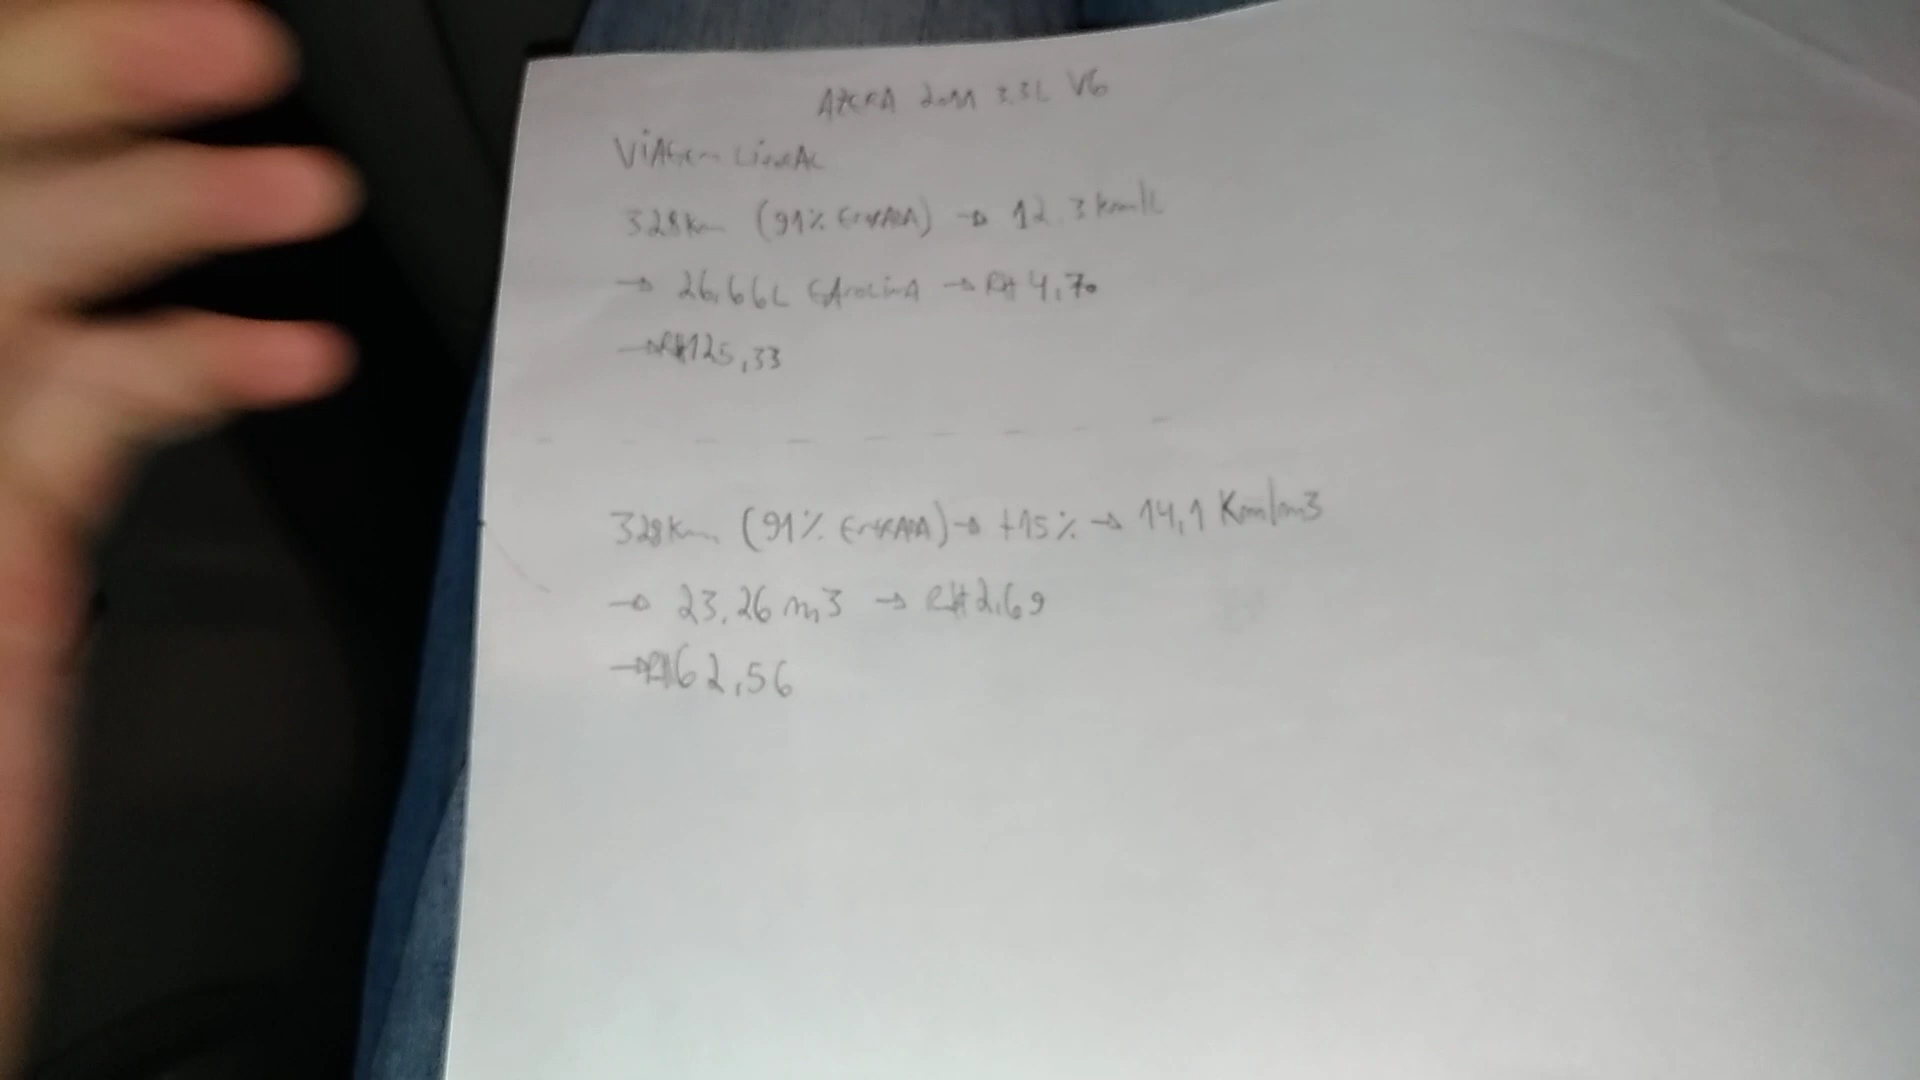 AZERA 2011 3.3L V6
ViAGem LineAL
328Km (91% EstRADA) → 12.3 Km/L
→ 26,66L GAsoLinA → R$ 4,70
→ R$125,33
328Km (91% EstRADA) → +15% → 14,1 Km/m3
→ 23,26 m3 → R$ 2,69
→ R$62,56